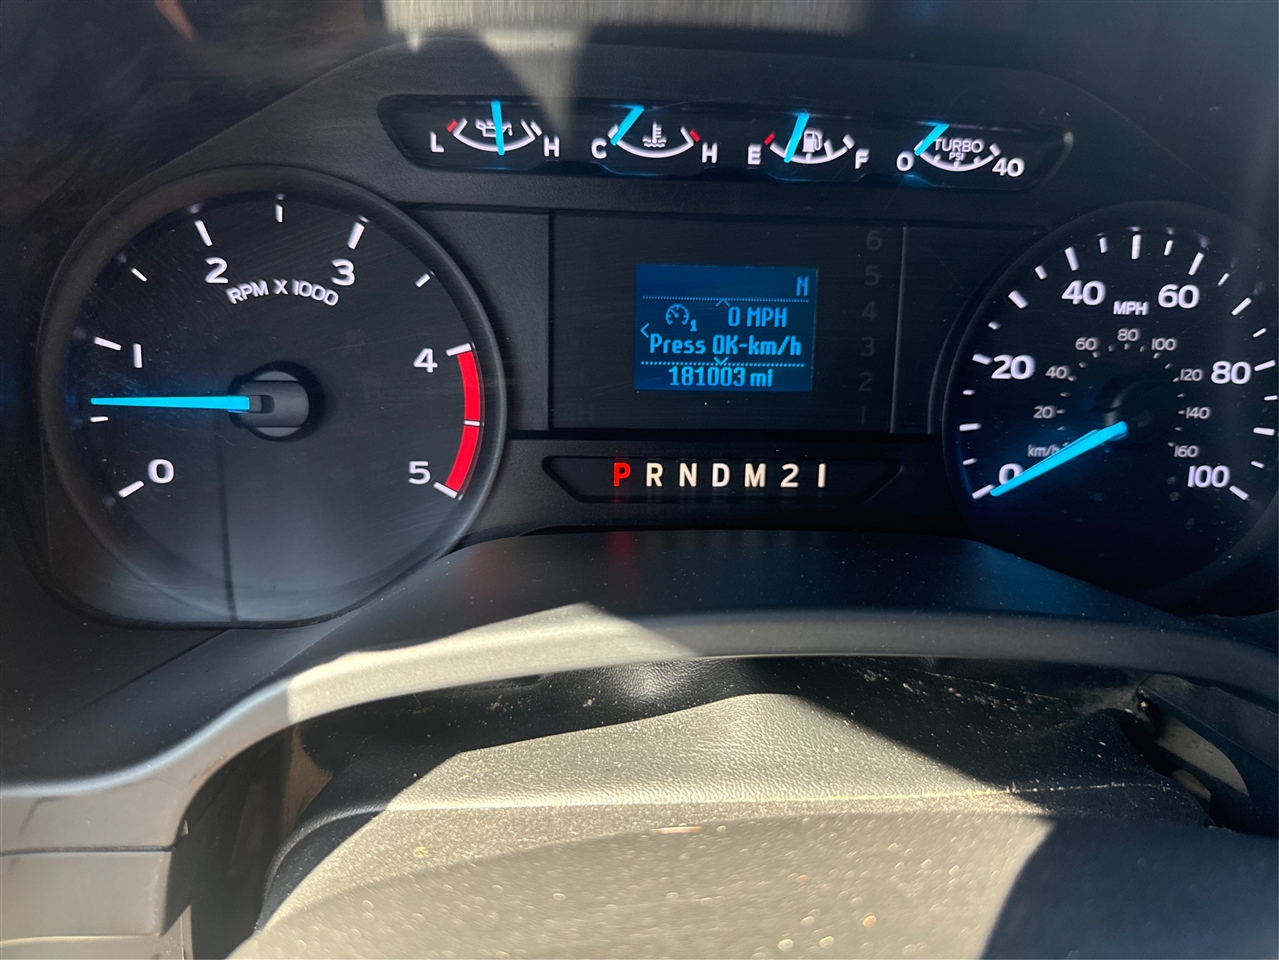 L H
C H
E F
0 TURBO PSI 40
0 1 2 3 4 5
RPM X 1000
6
5
4
3
2
1
N
1 0 MPH
Press OK-km/h
181003 mi
P R N D M 2 1
0 20 40 60 80 100
MPH
km/h 20 40 60 80 100 120 140 160